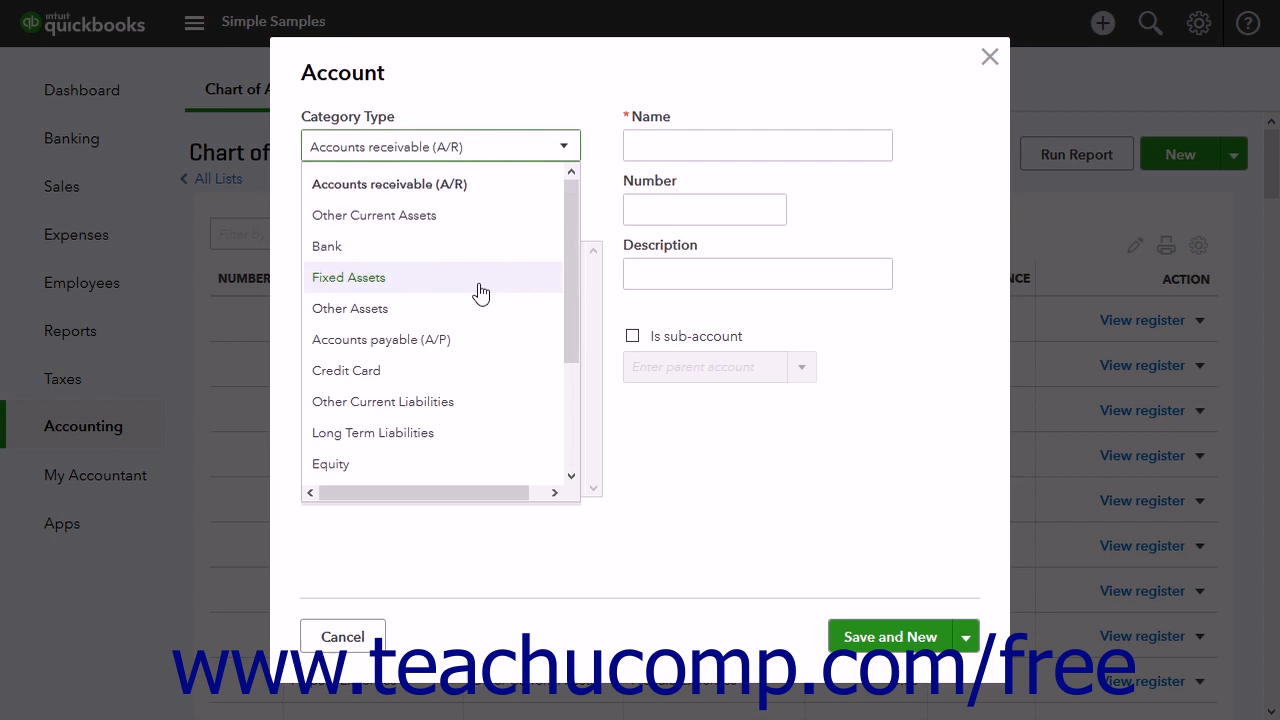 intuit
quickbooks
Simple Samples
Dashboard
Banking
Sales
Expenses
Employees
Reports
Taxes
Accounting
My Accountant
Apps
Chart of A
Chart of
All Lists
Run Report
New
Filter by
NUMBER
NCE
ACTION
View register
View register
View register
View register
View register
View register
View register
View register
View register
Account
Category Type
Accounts receivable (A/R)
Accounts receivable (A/R)
Other Current Assets
Bank
Fixed Assets
Other Assets
Accounts payable (A/P)
Credit Card
Other Current Liabilities
Long Term Liabilities
Equity
* Name
Number
Description
Is sub-account
Enter parent account
Cancel
Save and New
www.teachucomp.com/free